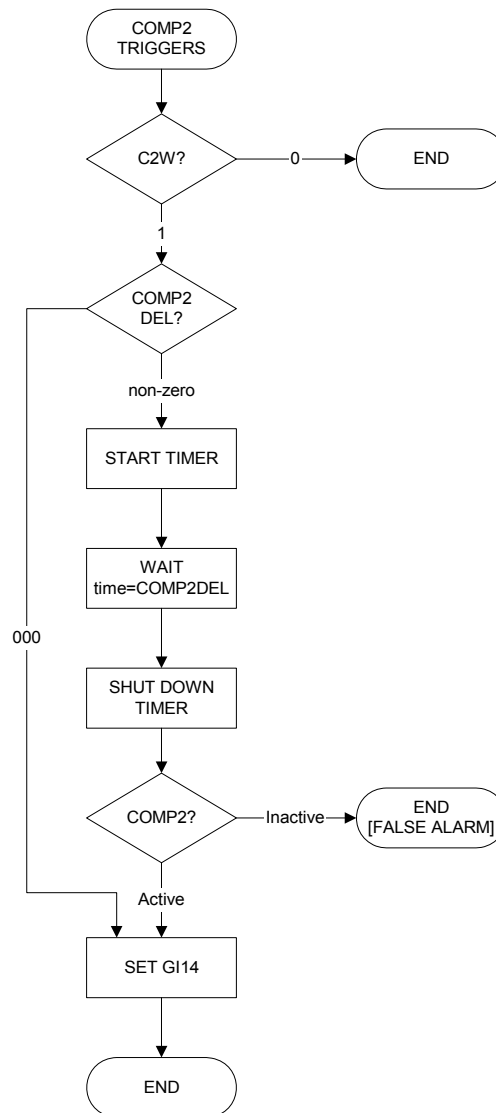 COMP2
TRIGGERS
C2W?
0
END
1
COMP2
DEL?
non-zero
START TIMER
WAIT
time=COMP2DEL
000
SHUT DOWN
TIMER
COMP2?
Inactive
END
[FALSE ALARM]
Active
SET GI14
END